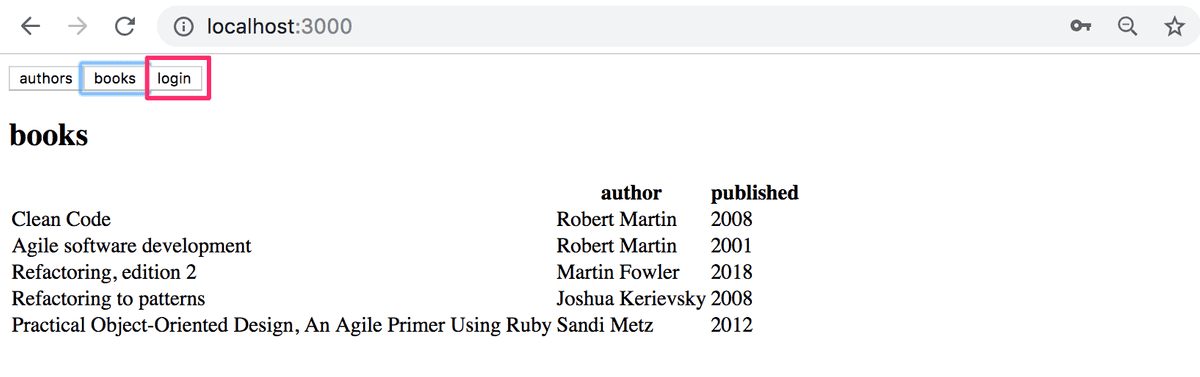 localhost:3000
authors books login
books
author published
Clean Code Robert Martin 2008
Agile software development Robert Martin 2001
Refactoring, edition 2 Martin Fowler 2018
Refactoring to patterns Joshua Kerievsky 2008
Practical Object-Oriented Design, An Agile Primer Using Ruby Sandi Metz 2012